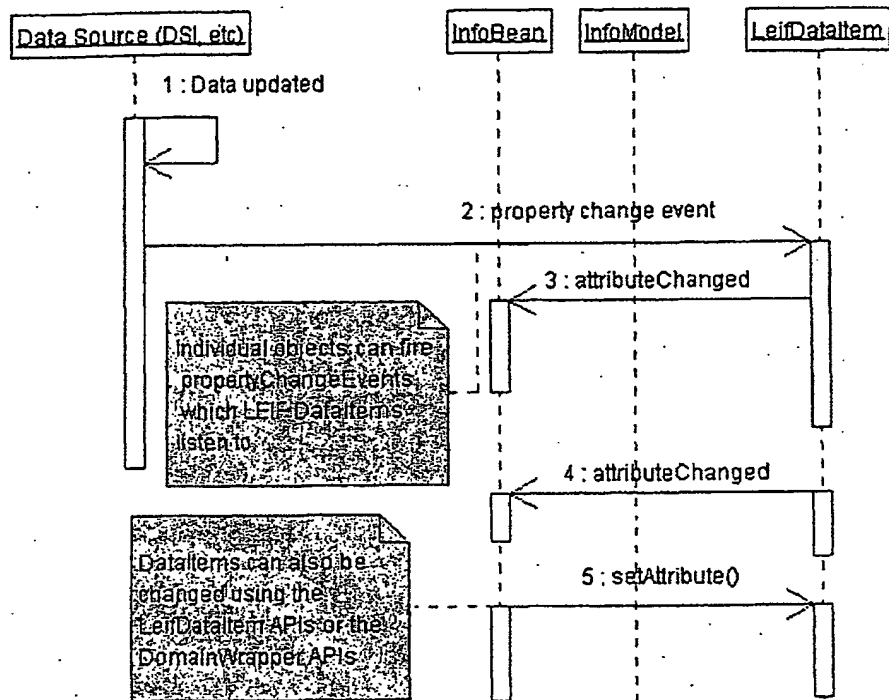 Data Source (DSI, etc)
InfoBean
InfoModel
LeifDataItem
1 : Data updated
2 : property change event
3 : attributeChanged
Individual objects can fire
propertyChangeEvents
which LEIF DataItems
listen to
4 : attributeChanged
DataItems can also be
changed using the
LeifDataItem APIs or the
DomainWrapper APIs
5 : setAttribute()